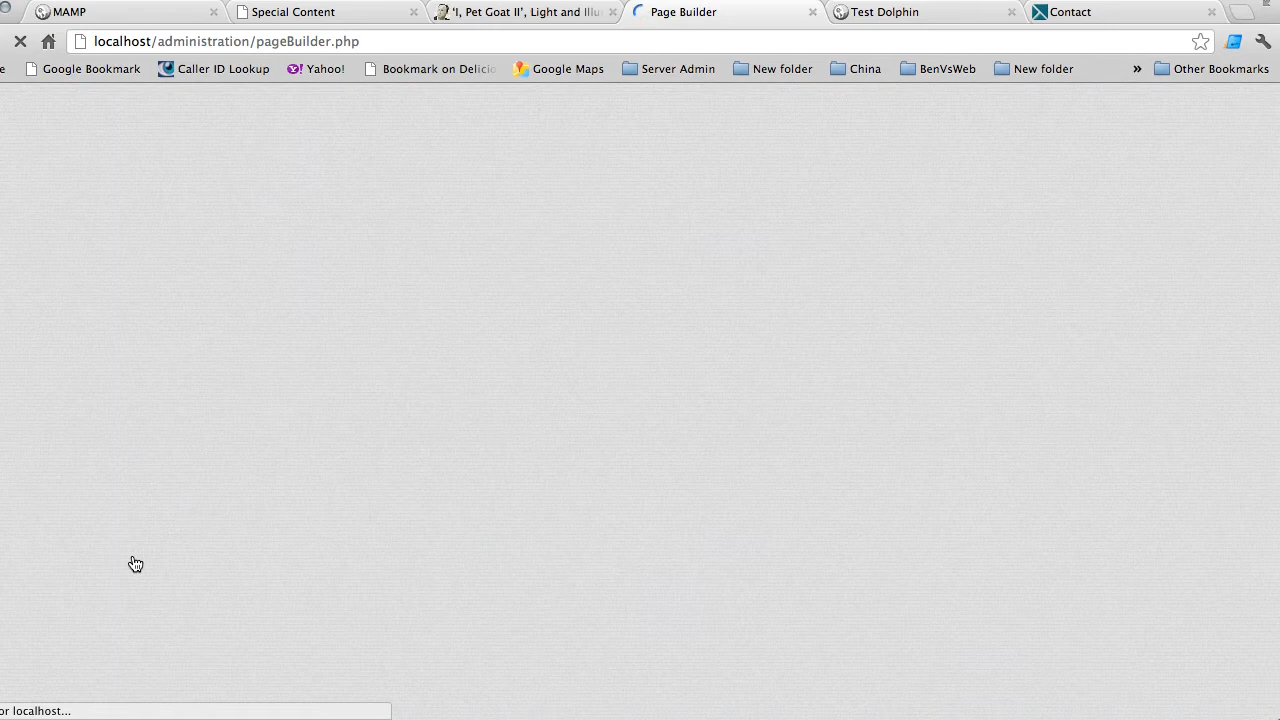 MAMP Special Content 'I, Pet Goat II', Light and Illu Page Builder Test Dolphin Contact
localhost/administration/pageBuilder.php
Google Bookmark Caller ID Lookup Yahoo! Bookmark on Delicio Google Maps Server Admin New folder China BenVsWeb New folder » Other Bookmarks
or localhost...